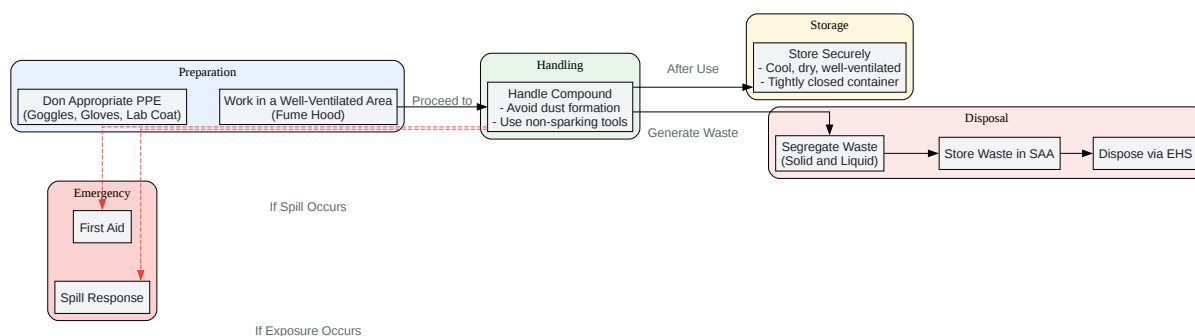 Preparation
Don Appropriate PPE
(Goggles, Gloves, Lab Coat)
Work in a Well-Ventilated Area
(Fume Hood)
Proceed to
Handling
Handle Compound
- Avoid dust formation
- Use non-sparking tools
After Use
Generate Waste
Storage
Store Securely
- Cool, dry, well-ventilated
- Tightly closed container
Disposal
Segregate Waste
(Solid and Liquid)
Store Waste in SAA
Dispose via EHS
Emergency
First Aid
Spill Response
If Spill Occurs
If Exposure Occurs